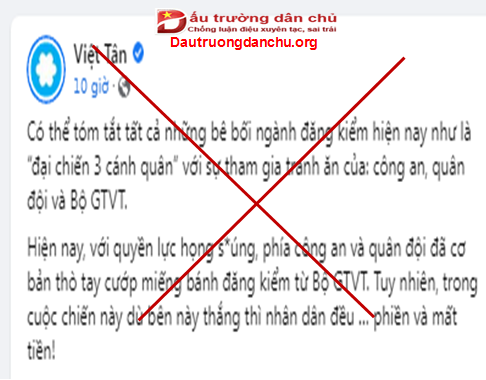 Đấu trường dân chủ
Chống luận điệu xuyên tạc, sai trái
Dautruongdanchu.org
Việt Tân
10 giờ ·
Có thể tóm tắt tất cả những bê bối ngành đăng kiểm hiện nay như là
“đại chiến 3 cánh quân” với sự tham gia tranh ăn của: công an, quân
đội và Bộ GTVT.
Hiện nay, với quyền lực họng s*úng, phía công an và quân đội đã cơ
bản thò tay cướp miếng bánh đăng kiểm từ Bộ GTVT. Tuy nhiên, trong
cuộc chiến này dù bên này thắng thì nhân dân đều ... phiền và mất
tiền!